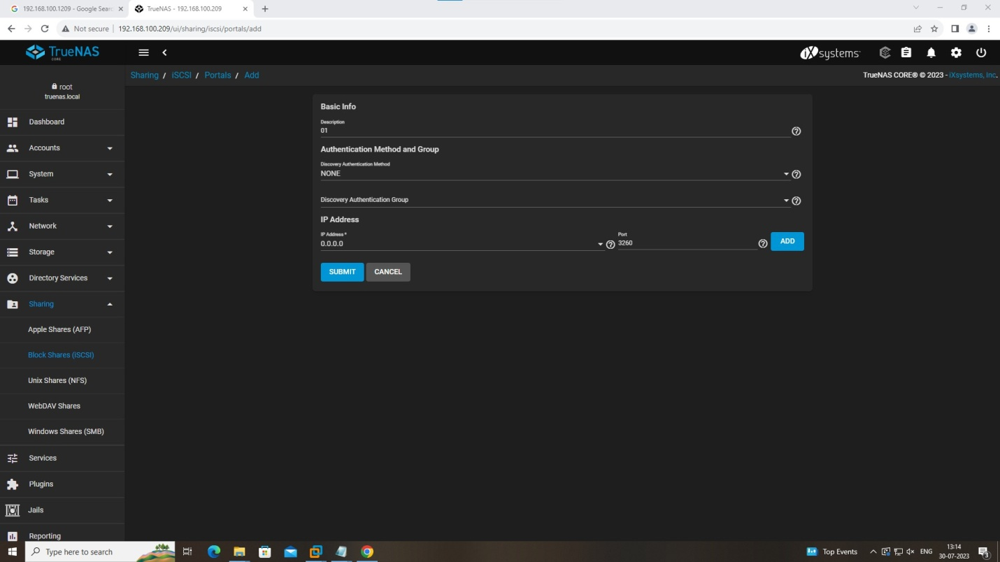 192.168.100.1209 - Google Sear
TrueNAS - 192.168.100.209
Not secure
192.168.100.209/ui/sharing/iscsi/portals/add
TrueNAS
CORE
iXsystems
root
truenas.local
Sharing / iSCSI / Portals / Add
TrueNAS CORE® © 2023 - iXsystems, Inc.
Dashboard
Accounts
System
Tasks
Network
Storage
Directory Services
Sharing
Apple Shares (AFP)
Block Shares (iSCSI)
Unix Shares (NFS)
WebDAV Shares
Windows Shares (SMB)
Services
Plugins
Jails
Reporting
Basic Info
Description
01
Authentication Method and Group
Discovery Authentication Method
NONE
Discovery Authentication Group
IP Address
IP Address *
0.0.0.0
Port
3260
ADD
SUBMIT
CANCEL
Type here to search
Top Events
ENG
13:14
30-07-2023
3